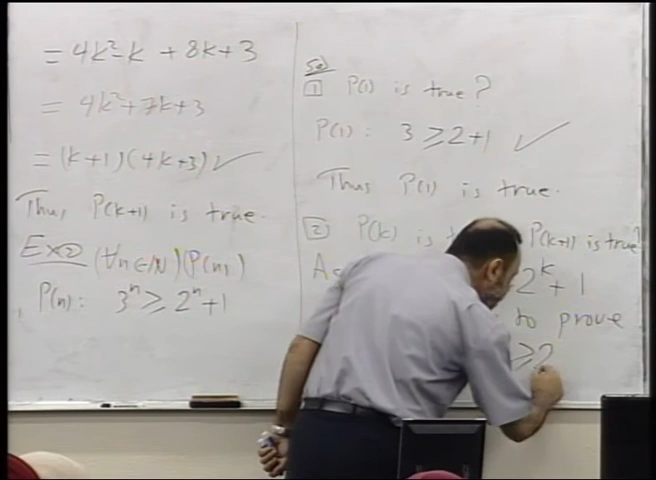 = 4k² - k + 8k + 3
= 4k² + 7k + 3
= (k+1)(4k+3) ✓
Thus, P(k+1) is true.
Ex② (∀n∈ℕ)(P(n))
P(n): 3ⁿ ≥ 2ⁿ + 1
Sol
1 P(1) is true?
P(1): 3 ≥ 2+1 ✓
Thus P(1) is true.
2 P(k) is P(k+1) is true?
2ᵏ + 1
to prove
≥ 2